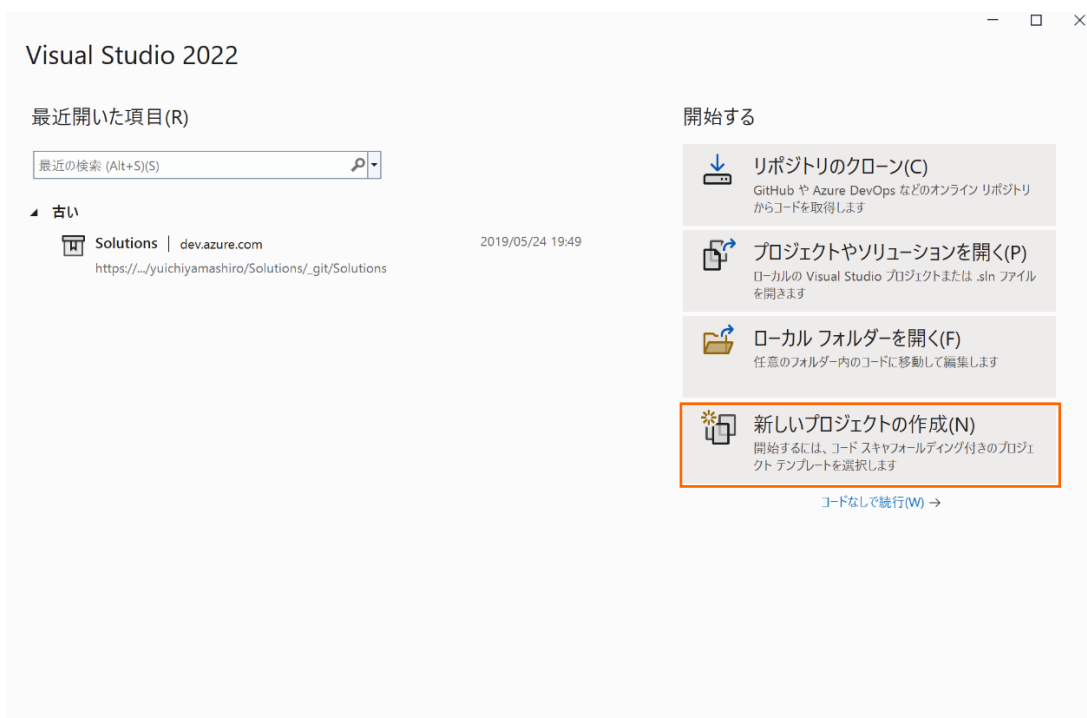 Visual Studio 2022
最近開いた項目(R)
最近の検索 (Alt+S)(S)
古い
Solutions | dev.azure.com
2019/05/24 19:49
https://.../yuichiyamashiro/Solutions/_git/Solutions
開始する
リポジトリのクローン(C)
GitHub や Azure DevOps などのオンライン リポジトリ
からコードを取得します
プロジェクトやソリューションを開く(P)
ローカルの Visual Studio プロジェクトまたは .sln ファイル
を開きます
ローカル フォルダーを開く(F)
任意のフォルダー内のコードに移動して編集します
新しいプロジェクトの作成(N)
開始するには、コード スキャフォールディング付きのプロジェ
クト テンプレートを選択します
コードなしで続行(W) →